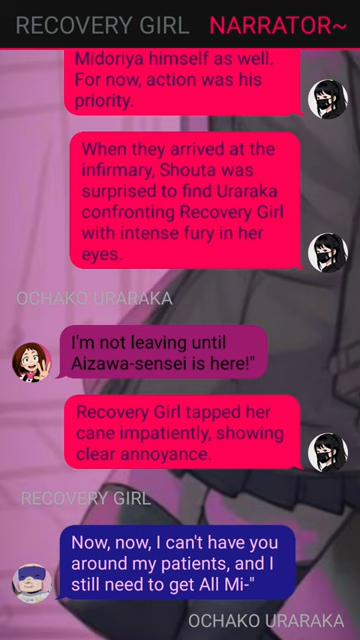 RECOVERY GIRL NARRATOR~
Midoriya himself as well.
For now, action was his
priority.
When they arrived at the
infirmary, Shouta was
surprised to find Uraraka
confronting Recovery Girl
with intense fury in her
eyes.
OCHAKO URARAKA
I'm not leaving until
Aizawa-sensei is here!"
Recovery Girl tapped her
cane impatiently, showing
clear annoyance.
RECOVERY GIRL
Now, now, I can't have you
around my patients, and I
still need to get All Mi-"
OCHAKO URARAKA